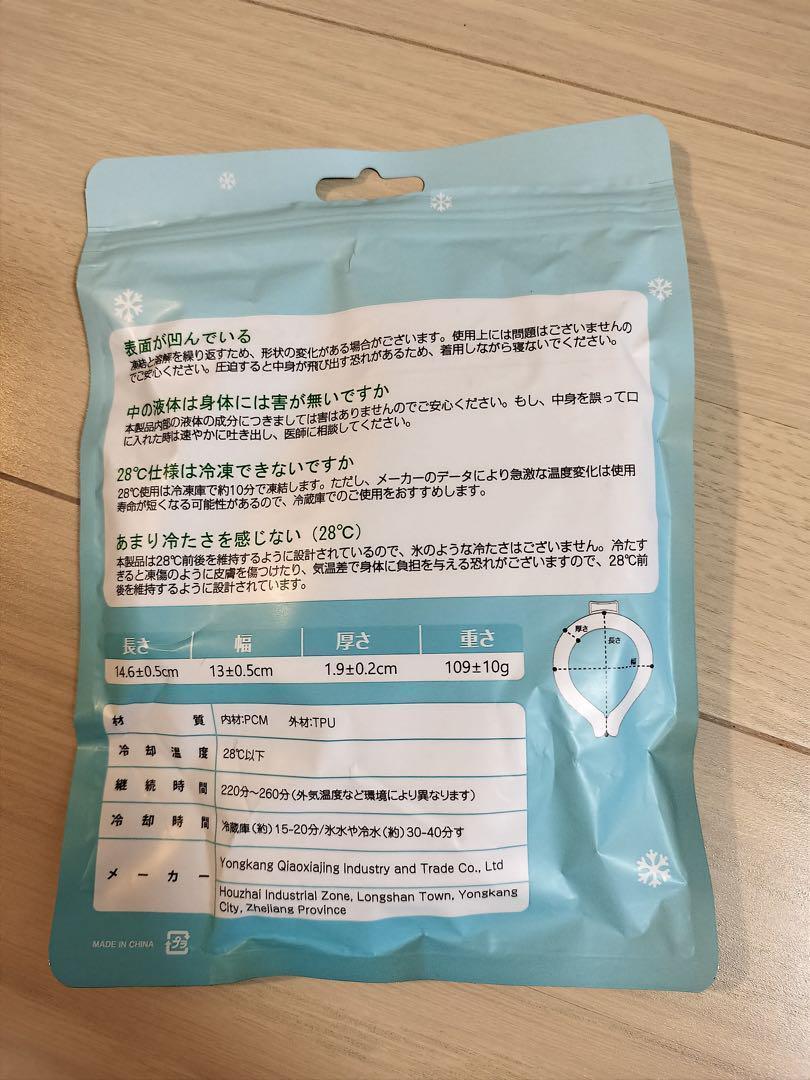 表面が凹んでいる
凍結と溶解を繰り返すため、形状の変化がある場合がございます。使用上には問題はございませんの
でご安心ください。圧迫すると中身が飛び出す恐れがあるため、着用しながら寝ないでください。
中の液体は身体には害が無いですか
本製品内部の液体の成分につきましては害はありませんのでご安心ください。もし、中身を誤って口
に入れた時は速やかに吐き出し、医師に相談してください。
28℃仕様は冷凍できないですか
28℃使用は冷凍庫で約10分で凍結します。ただし、メーカーのデータにより急激な温度変化は使用
寿命が短くなる可能性があるので、冷蔵庫でのご使用をおすすめします。
あまり冷たさを感じない（28℃）
本製品は28℃前後を維持するように設計されているので、氷のような冷たさはございません。冷たす
ぎると凍傷のように皮膚を傷つけたり、気温差で身体に負担を与える恐れがございますので、28℃前
後を維持するように設計されています。
長さ 幅 厚さ 重さ
14.6±0.5cm 13±0.5cm 1.9±0.2cm 109±10g
厚さ
長さ
幅
材質 内材:PCM 外材:TPU
冷却温度 28℃以下
継続時間 220分～260分（外気温度など環境により異なります）
冷却時間 冷蔵庫（約）15-20分/氷水や冷水（約）30-40分す
メーカー Yongkang Qiaoxiajing Industry and Trade Co., Ltd
Houzhai Industrial Zone, Longshan Town, Yongkang
City, Zhejiang Province
MADE IN CHINA プラ